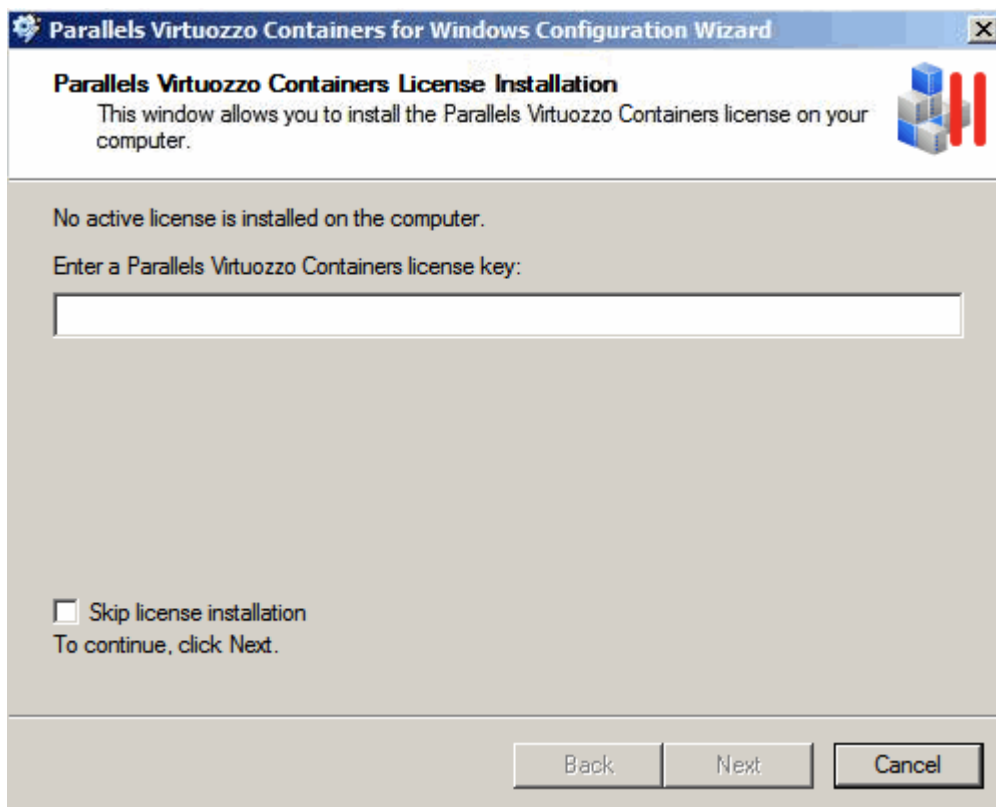 Parallels Virtuozzo Containers for Windows Configuration Wizard
Parallels Virtuozzo Containers License Installation
This window allows you to install the Parallels Virtuozzo Containers license on your
computer.
No active license is installed on the computer.
Enter a Parallels Virtuozzo Containers license key:
Skip license installation
To continue, click Next.
Back
Next
Cancel